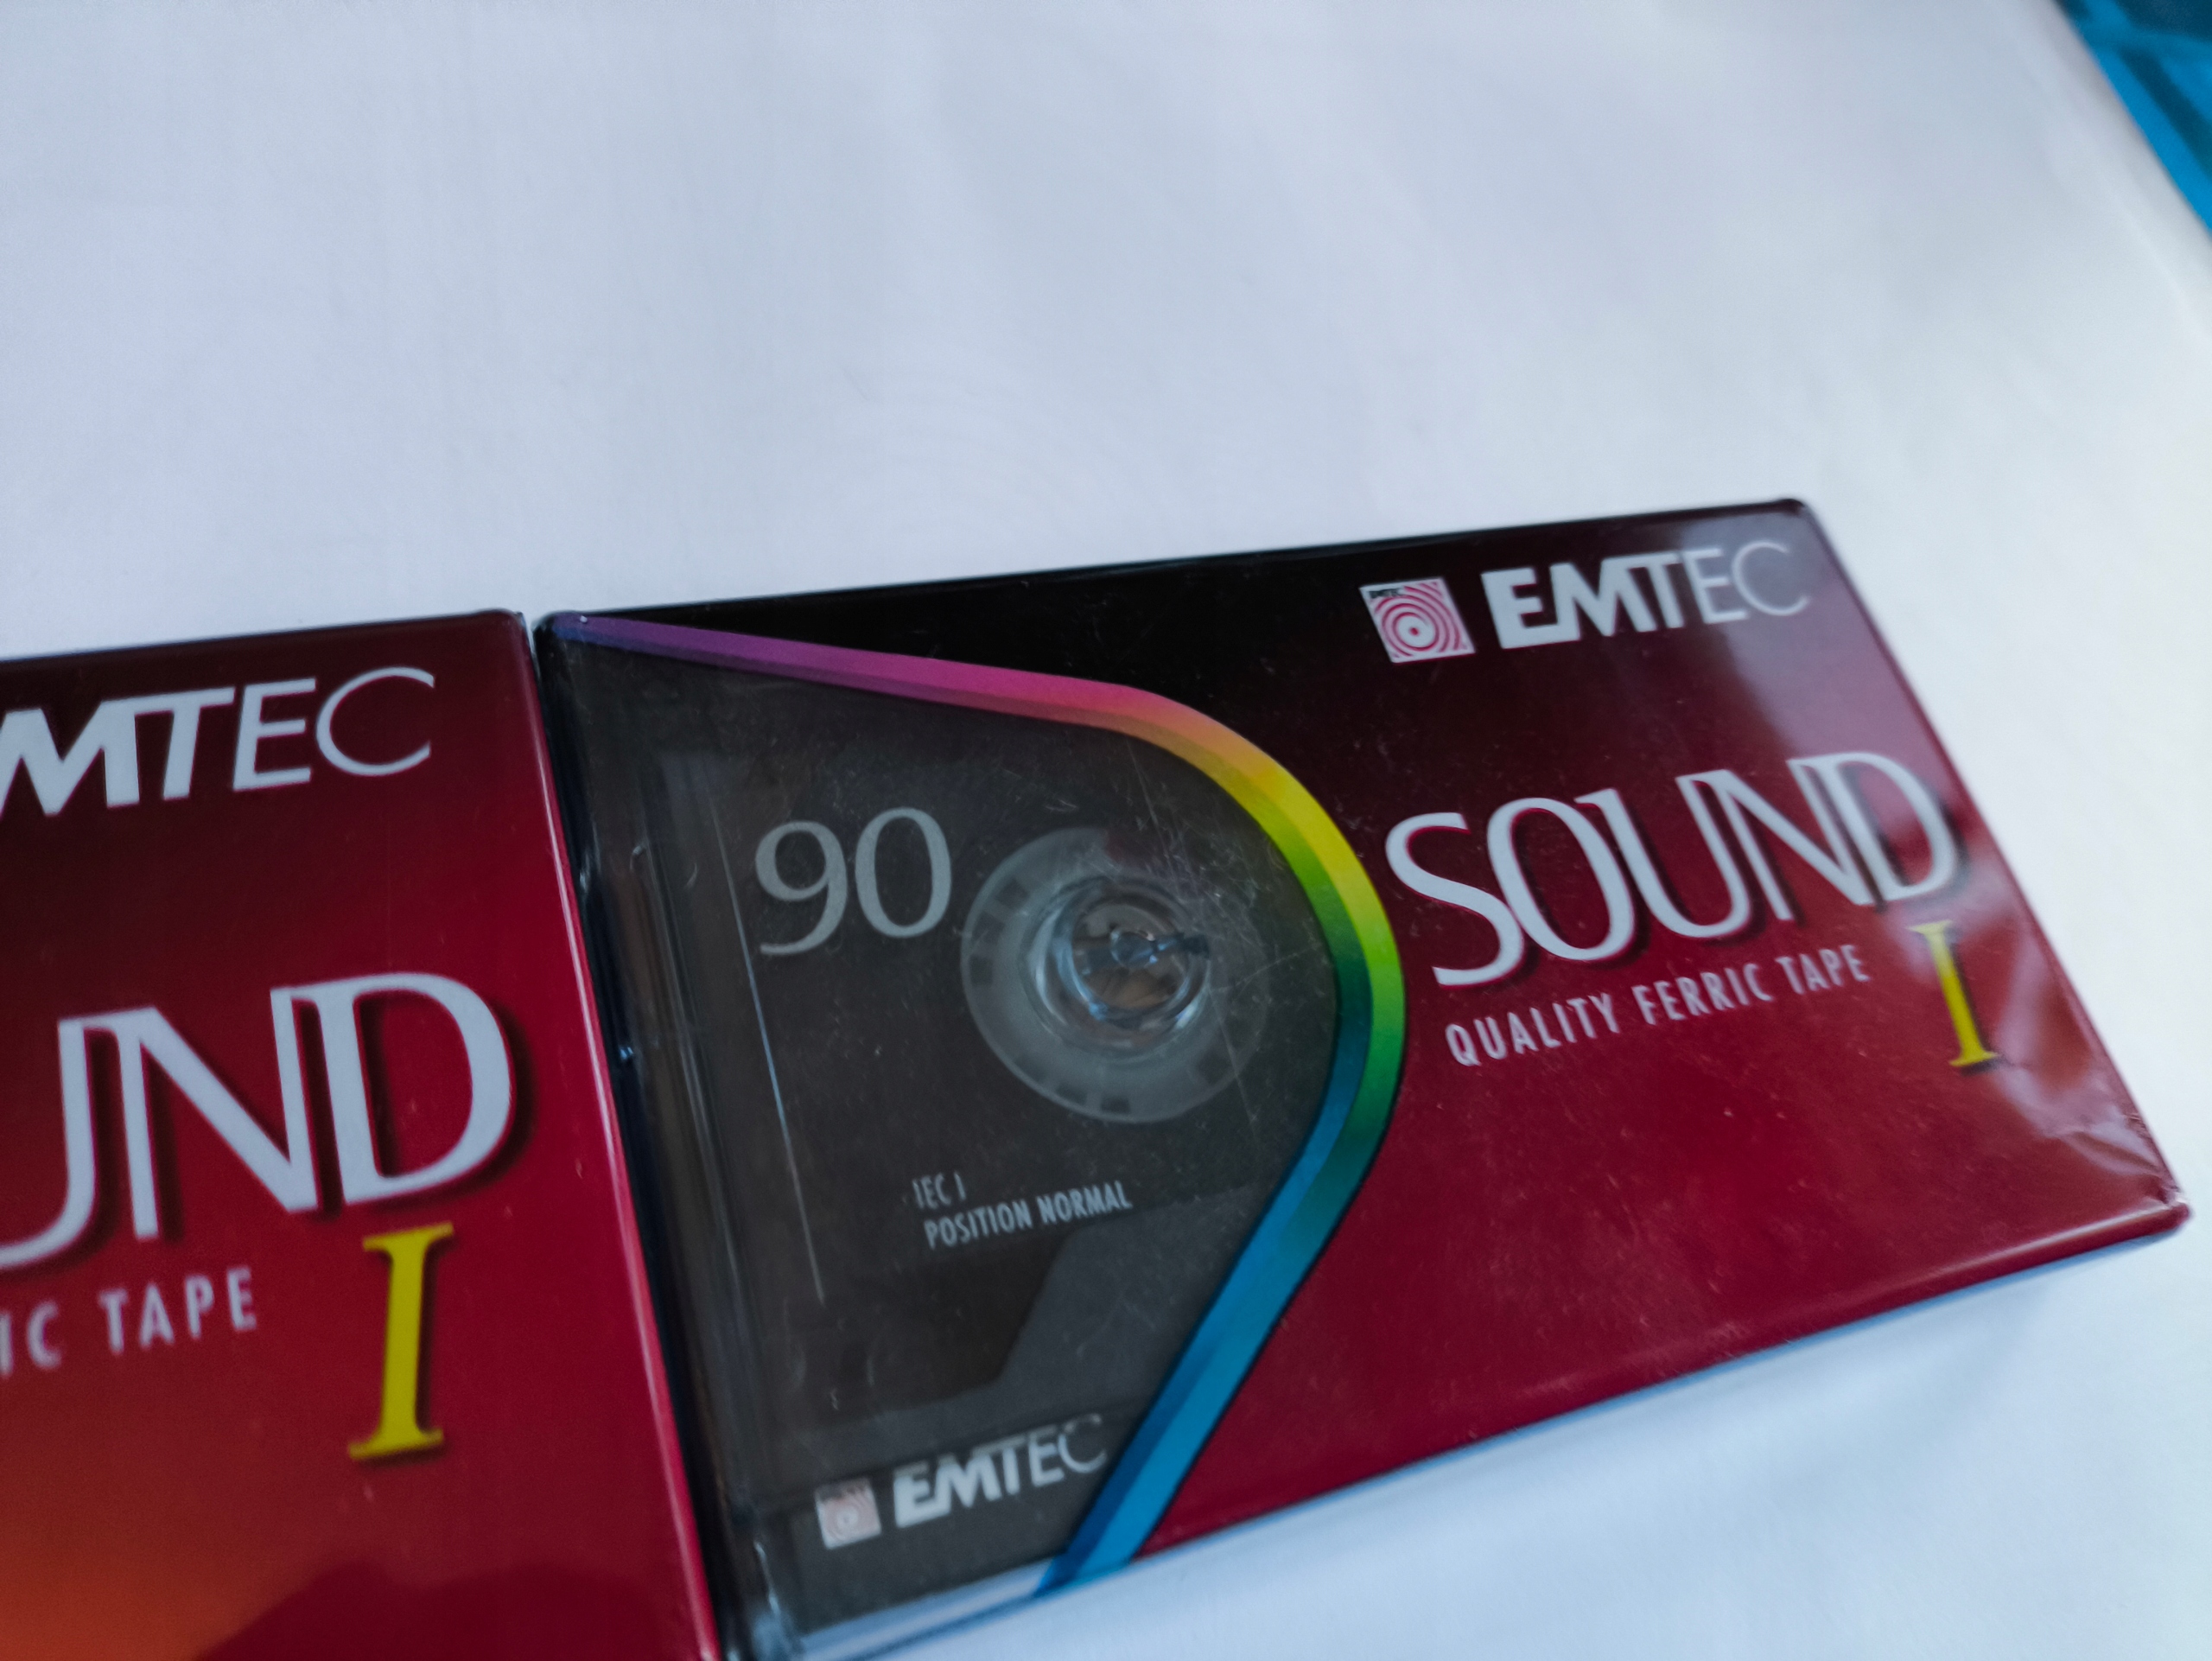 MTEC
UND
IC TAPE
I
EMTEC
SOUND
QUALITY FERRIC TAPE
I
90
IEC I
POSITION NORMAL
EMTEC